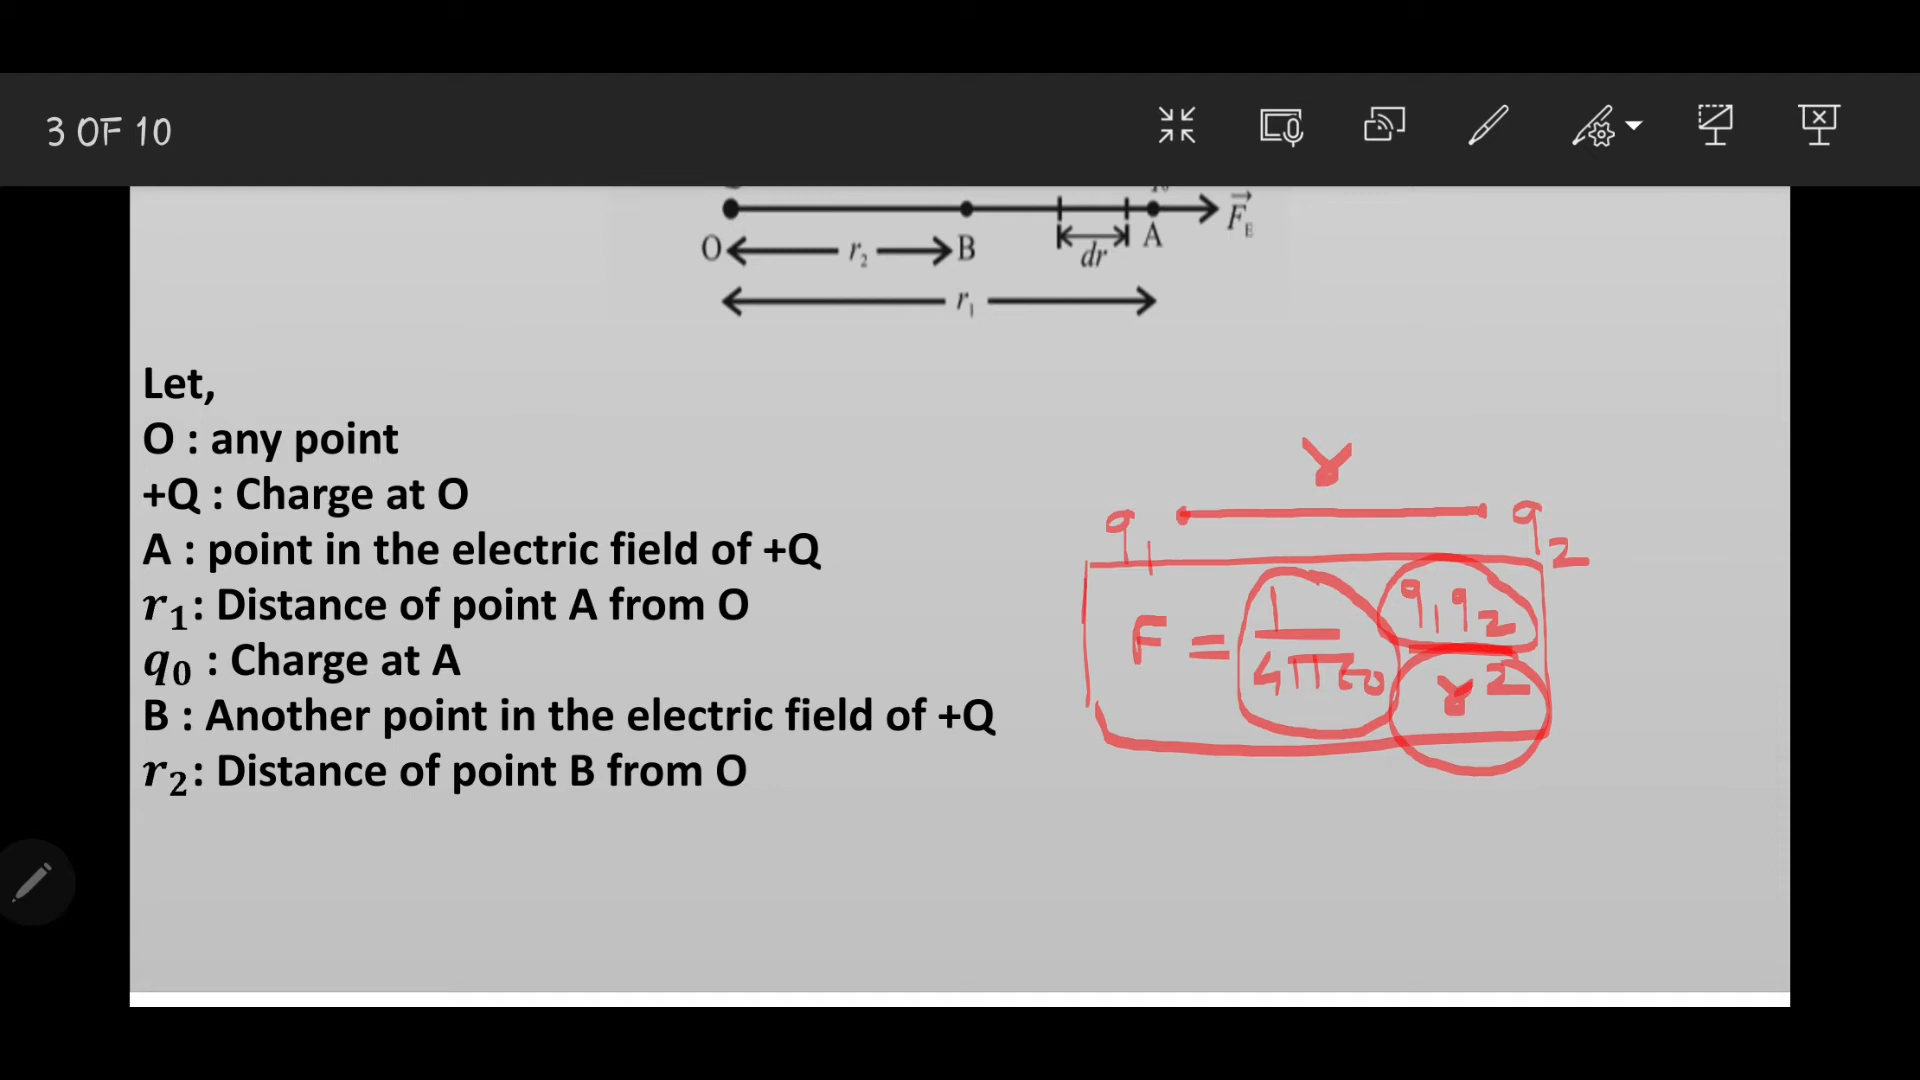 3 OF 10
F⃗E
O r₂ B dr A
r₁
Let,
O : any point
+Q : Charge at O
A : point in the electric field of +Q
r₁: Distance of point A from O
q₀ : Charge at A
B : Another point in the electric field of +Q
r₂: Distance of point B from O
r
q₁ q₂
F = 1/4πε₀ q₁q₂/r²